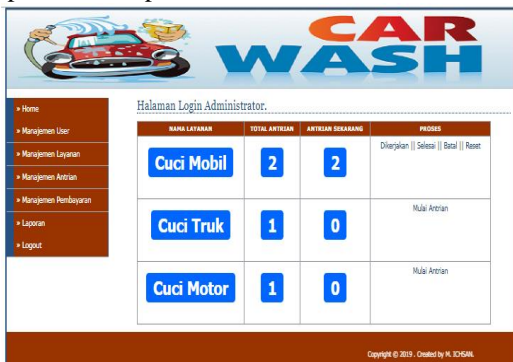 CAR
WASH
» Home
» Manajemen User
» Manajemen Layanan
» Manajemen Antrian
» Manajemen Pembayaran
» Laporan
» Logout
Halaman Login Administrator.
NAMA LAYANAN TOTAL ANTRIAN ANTRIAN SEKARANG PROSES
Cuci Mobil 2 2 Dikerjakan || Selesai || Batal || Reset
Cuci Truk 1 0 Mulai Antrian
Cuci Motor 1 0 Mulai Antrian
Copyright © 2019 . Created by M. ICHSAN.